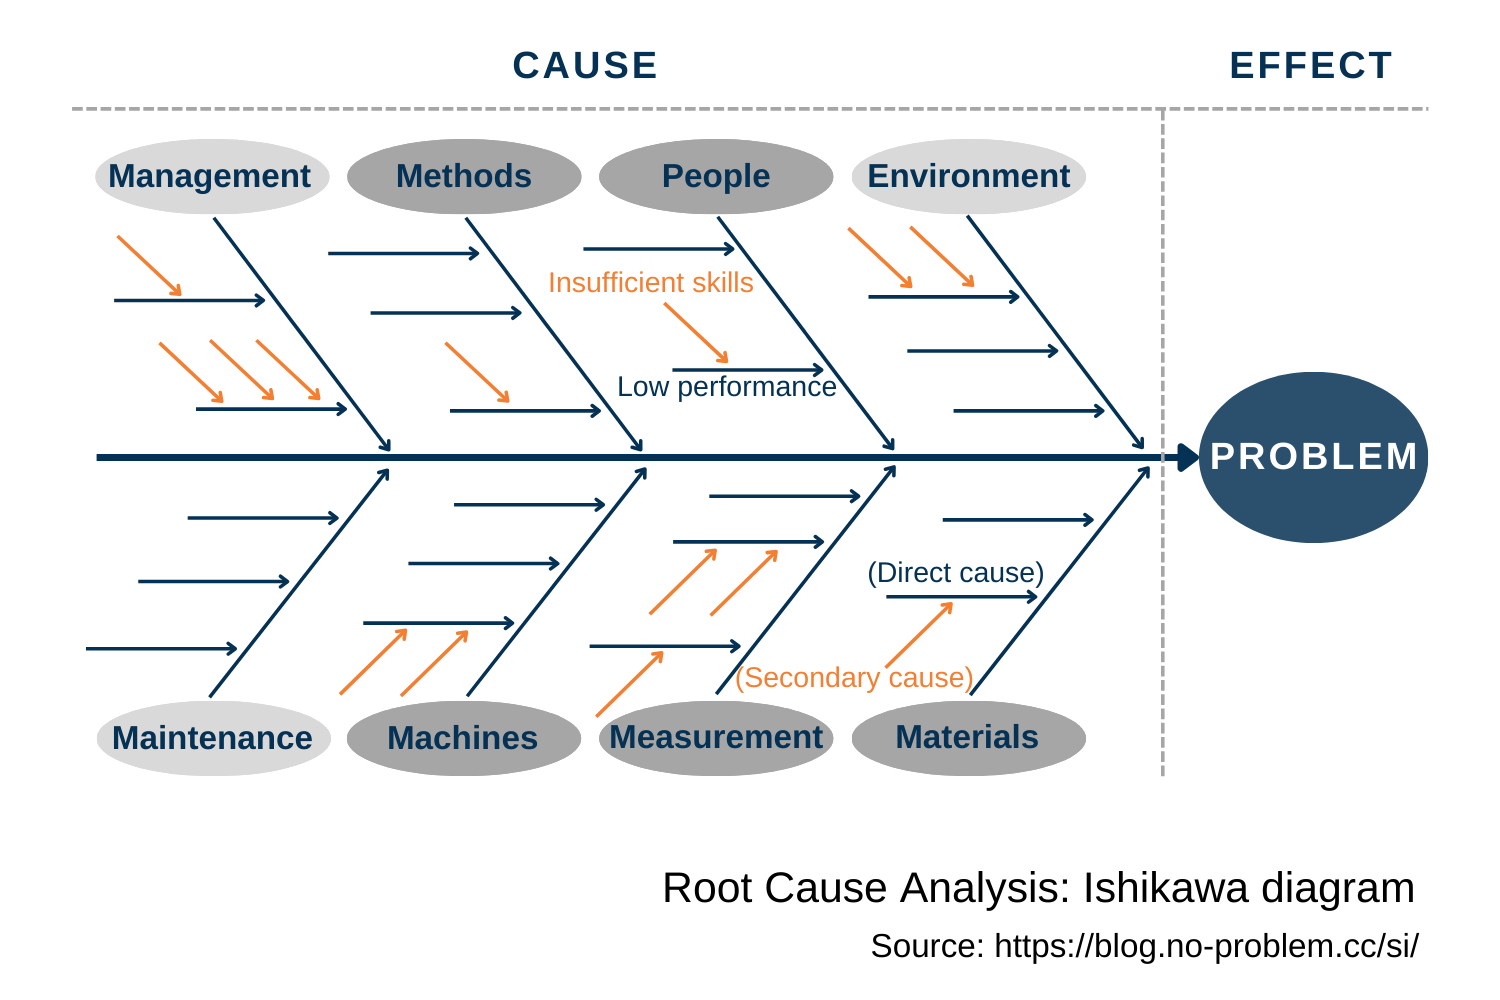 CAUSE
EFFECT
Management
Methods
People
Environment
Insufficient skills
Low performance
PROBLEM
(Direct cause)
(Secondary cause)
Maintenance
Machines
Measurement
Materials
Root Cause Analysis: Ishikawa diagram
Source: https://blog.no-problem.cc/si/